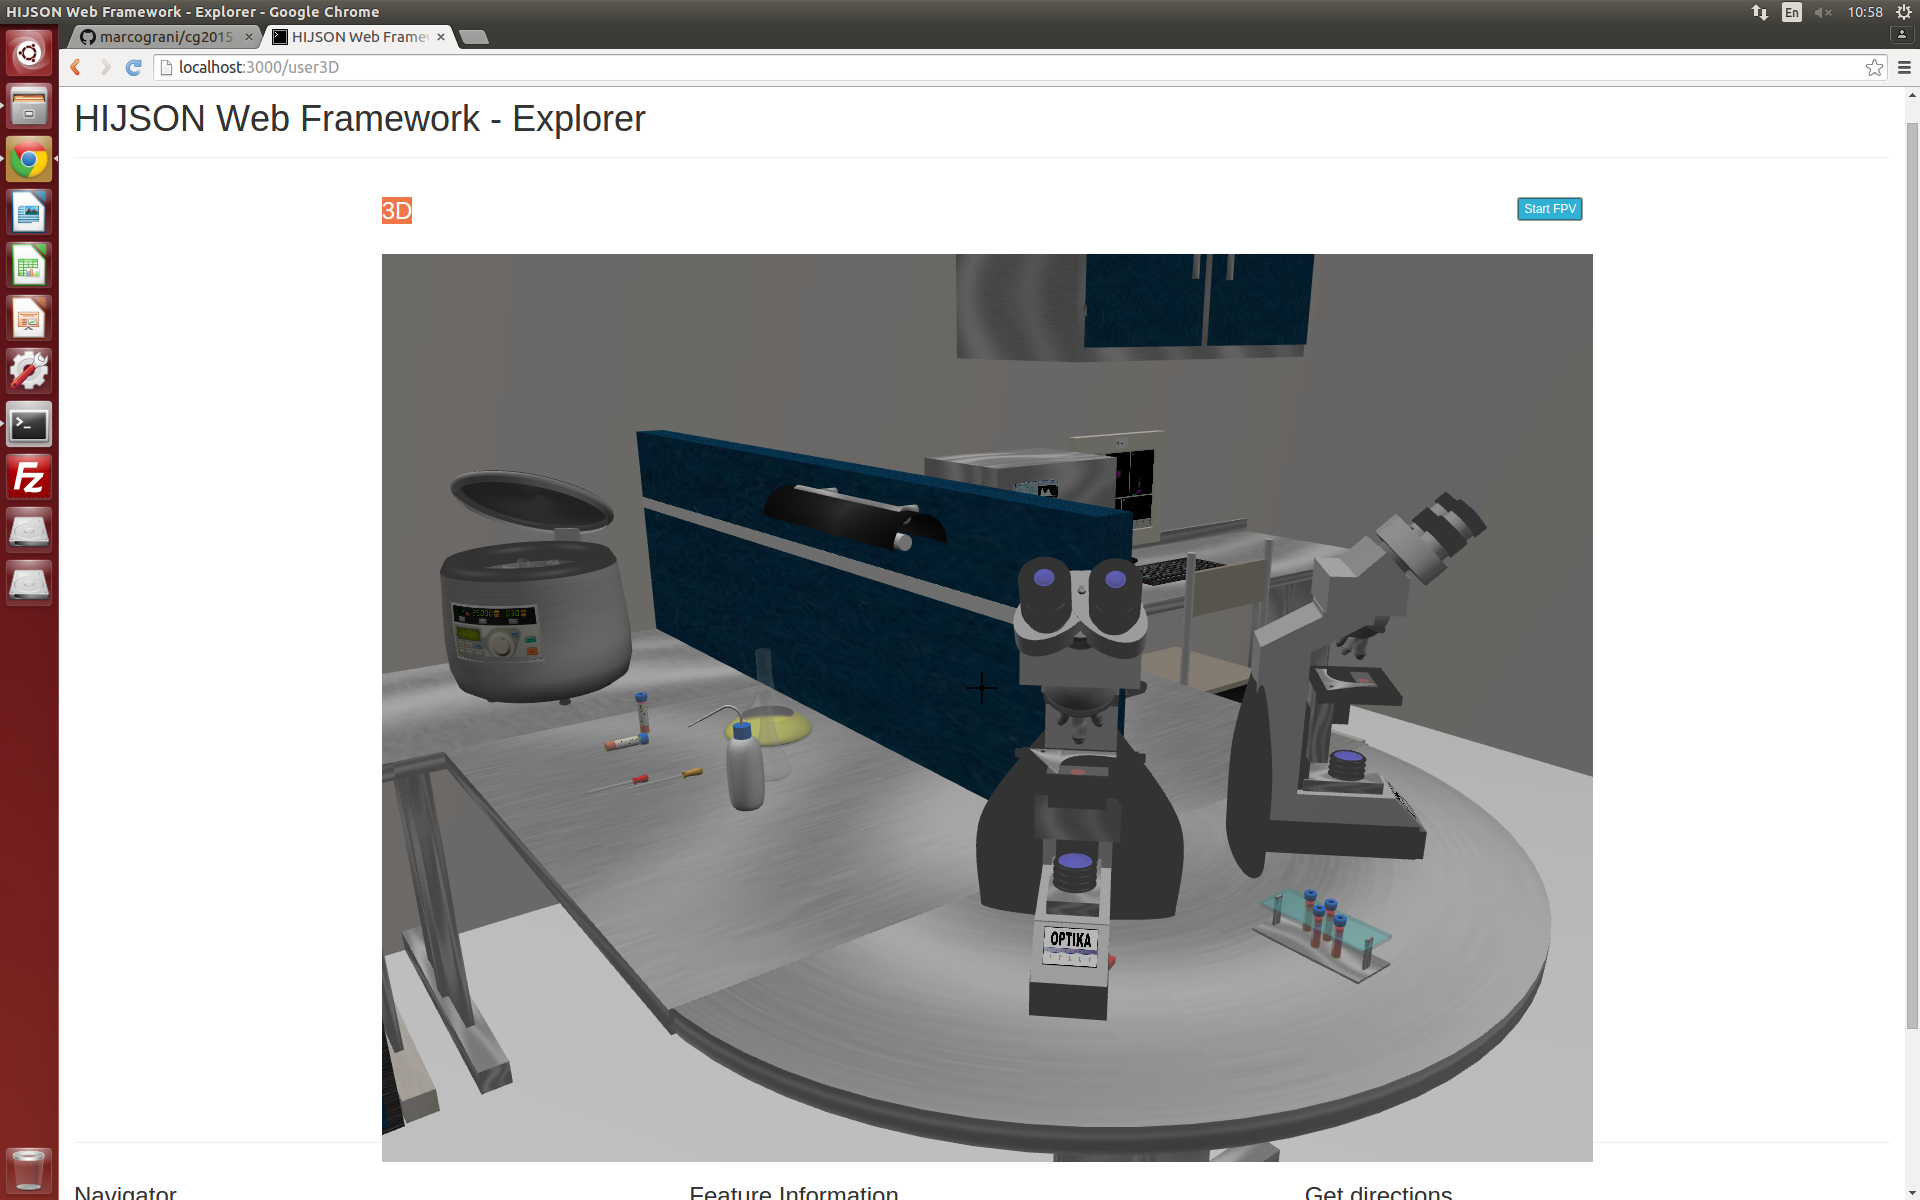 HIJSON Web Framework - Explorer - Google Chrome
En
10:58
marcograni/cg2015
HIJSON Web Frame
localhost:3000/user3D
HIJSON Web Framework - Explorer
3D
Start FPV
OPTIKA
Navigator
Feature Information
Get directions